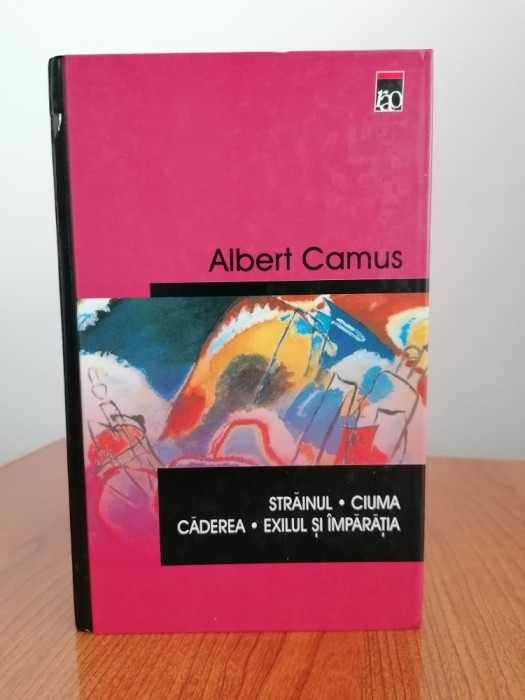 rao
Albert Camus
STRĂINUL • CIUMA
CĂDEREA • EXILUL ȘI ÎMPĂRĂȚIA